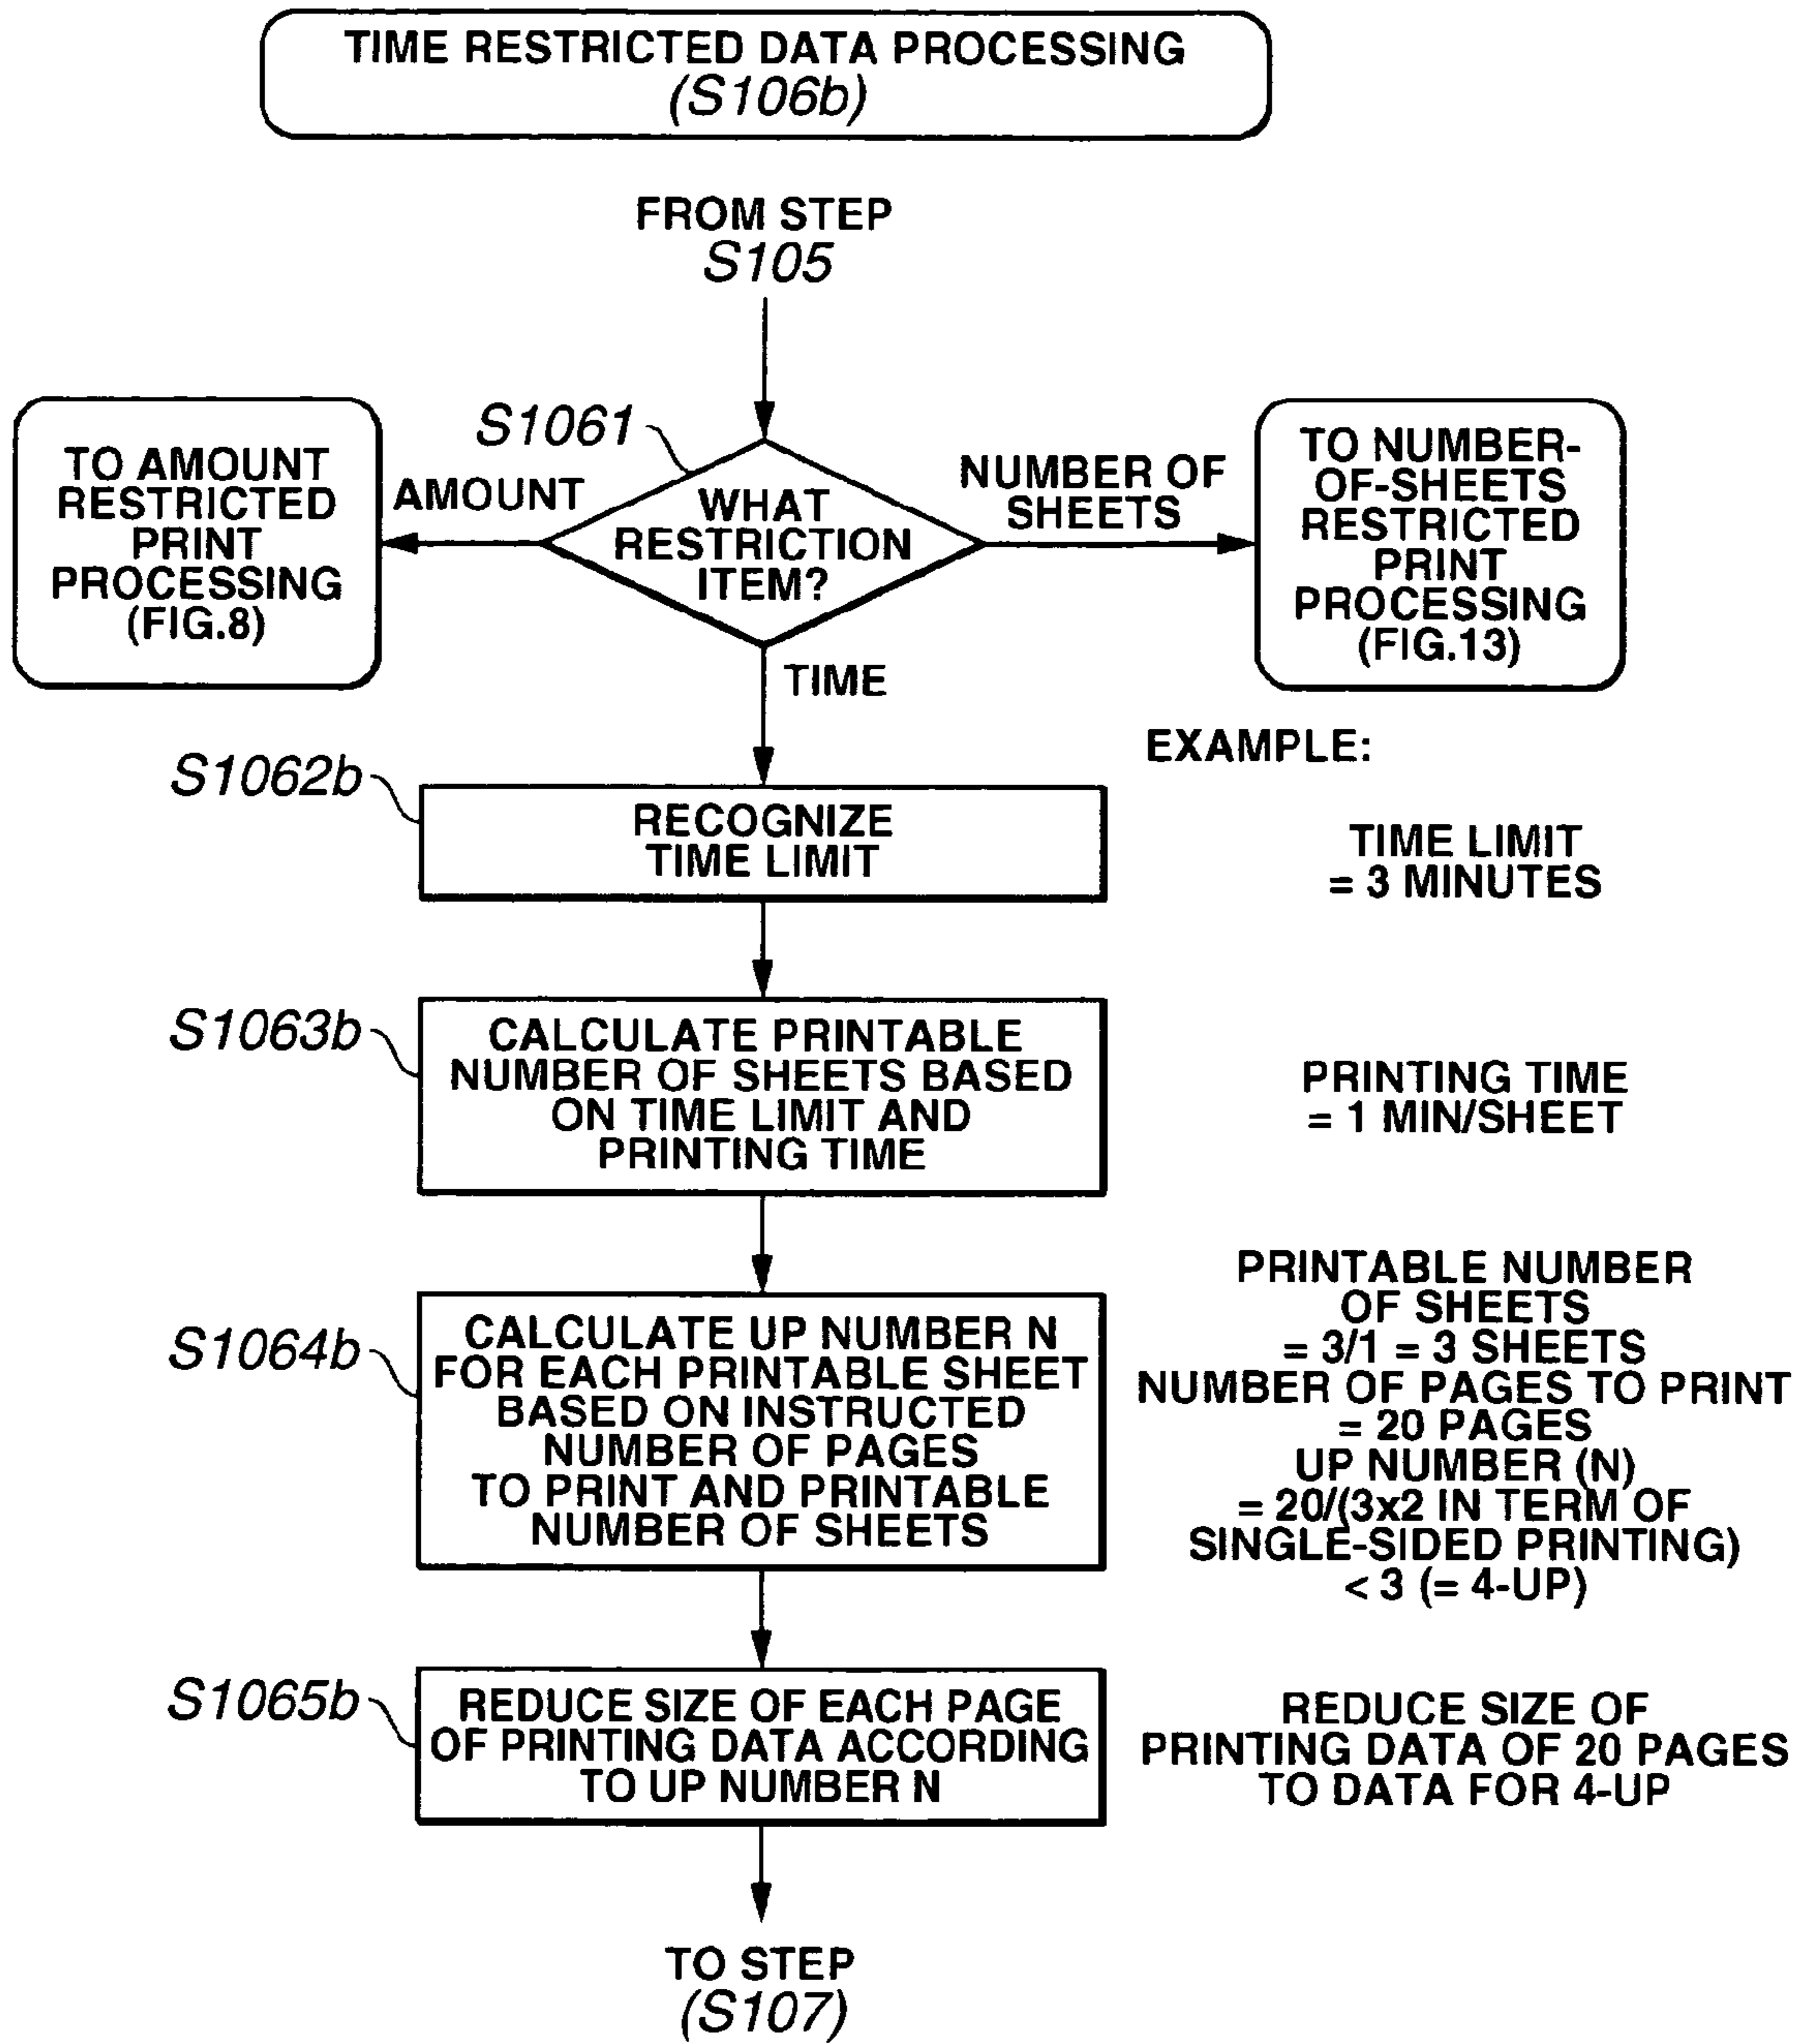 TIME RESTRICTED DATA PROCESSING
(S106b)
FROM STEP
S105
S1061
TO AMOUNT
RESTRICTED
PRINT
PROCESSING
(FIG.8)
AMOUNT
WHAT
RESTRICTION
ITEM?
NUMBER OF
SHEETS
TO NUMBER-
OF-SHEETS
RESTRICTED
PRINT
PROCESSING
(FIG.13)
TIME
EXAMPLE:
S1062b
RECOGNIZE
TIME LIMIT
TIME LIMIT
= 3 MINUTES
S1063b
CALCULATE PRINTABLE
NUMBER OF SHEETS BASED
ON TIME LIMIT AND
PRINTING TIME
PRINTING TIME
= 1 MIN/SHEET
S1064b
CALCULATE UP NUMBER N
FOR EACH PRINTABLE SHEET
BASED ON INSTRUCTED
NUMBER OF PAGES
TO PRINT AND PRINTABLE
NUMBER OF SHEETS
PRINTABLE NUMBER
OF SHEETS
= 3/1 = 3 SHEETS
NUMBER OF PAGES TO PRINT
= 20 PAGES
UP NUMBER (N)
= 20/(3x2 IN TERM OF
SINGLE-SIDED PRINTING)
< 3 (= 4-UP)
S1065b
REDUCE SIZE OF EACH PAGE
OF PRINTING DATA ACCORDING
TO UP NUMBER N
REDUCE SIZE OF
PRINTING DATA OF 20 PAGES
TO DATA FOR 4-UP
TO STEP
(S107)